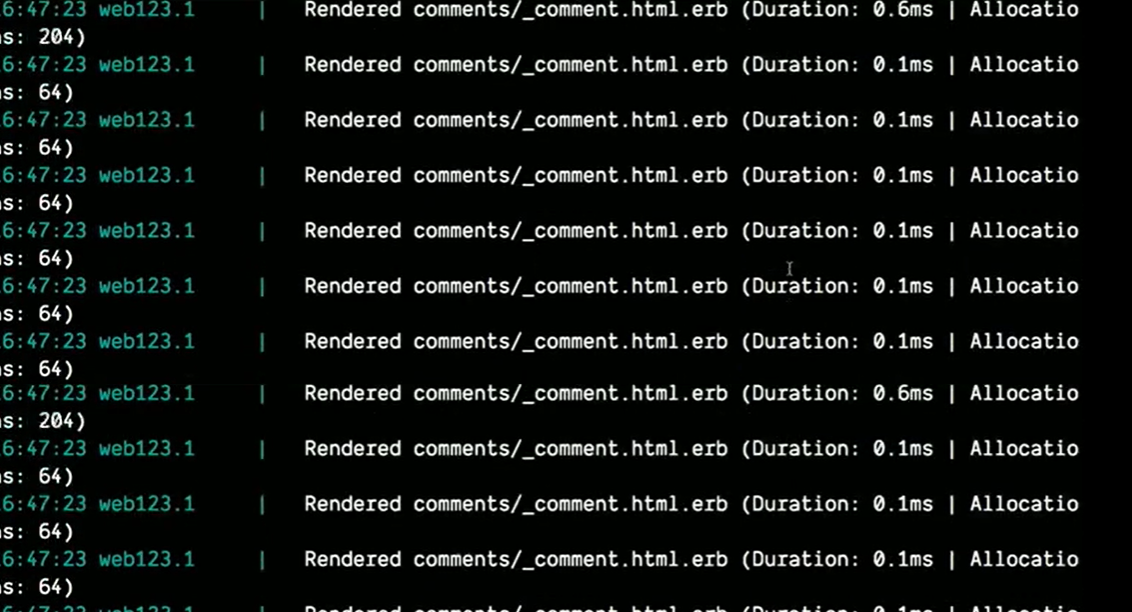 6:47:23 web123.1 | Rendered comments/_comment.html.erb (Duration: 0.6ms | Allocatio
ns: 204)
6:47:23 web123.1 | Rendered comments/_comment.html.erb (Duration: 0.1ms | Allocatio
ns: 64)
6:47:23 web123.1 | Rendered comments/_comment.html.erb (Duration: 0.1ms | Allocatio
ns: 64)
6:47:23 web123.1 | Rendered comments/_comment.html.erb (Duration: 0.1ms | Allocatio
ns: 64)
6:47:23 web123.1 | Rendered comments/_comment.html.erb (Duration: 0.1ms | Allocatio
ns: 64)
6:47:23 web123.1 | Rendered comments/_comment.html.erb (Duration: 0.1ms | Allocatio
ns: 64)
6:47:23 web123.1 | Rendered comments/_comment.html.erb (Duration: 0.1ms | Allocatio
ns: 64)
6:47:23 web123.1 | Rendered comments/_comment.html.erb (Duration: 0.6ms | Allocatio
ns: 204)
6:47:23 web123.1 | Rendered comments/_comment.html.erb (Duration: 0.1ms | Allocatio
ns: 64)
6:47:23 web123.1 | Rendered comments/_comment.html.erb (Duration: 0.1ms | Allocatio
ns: 64)
6:47:23 web123.1 | Rendered comments/_comment.html.erb (Duration: 0.1ms | Allocatio
ns: 64)